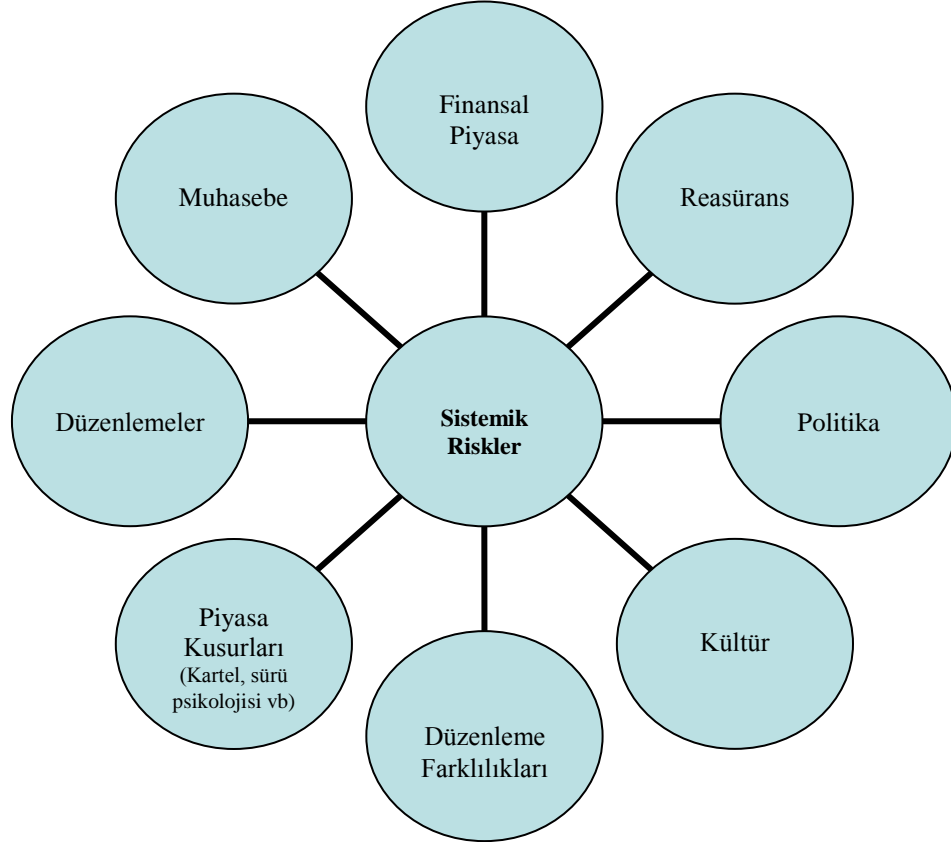 Finansal
Piyasa
Muhasebe
Reasürans
Düzenlemeler
Sistemik
Riskler
Politika
Piyasa
Kusurları
(Kartel, sürü
psikolojisi vb)
Kültür
Düzenleme
Farklılıkları